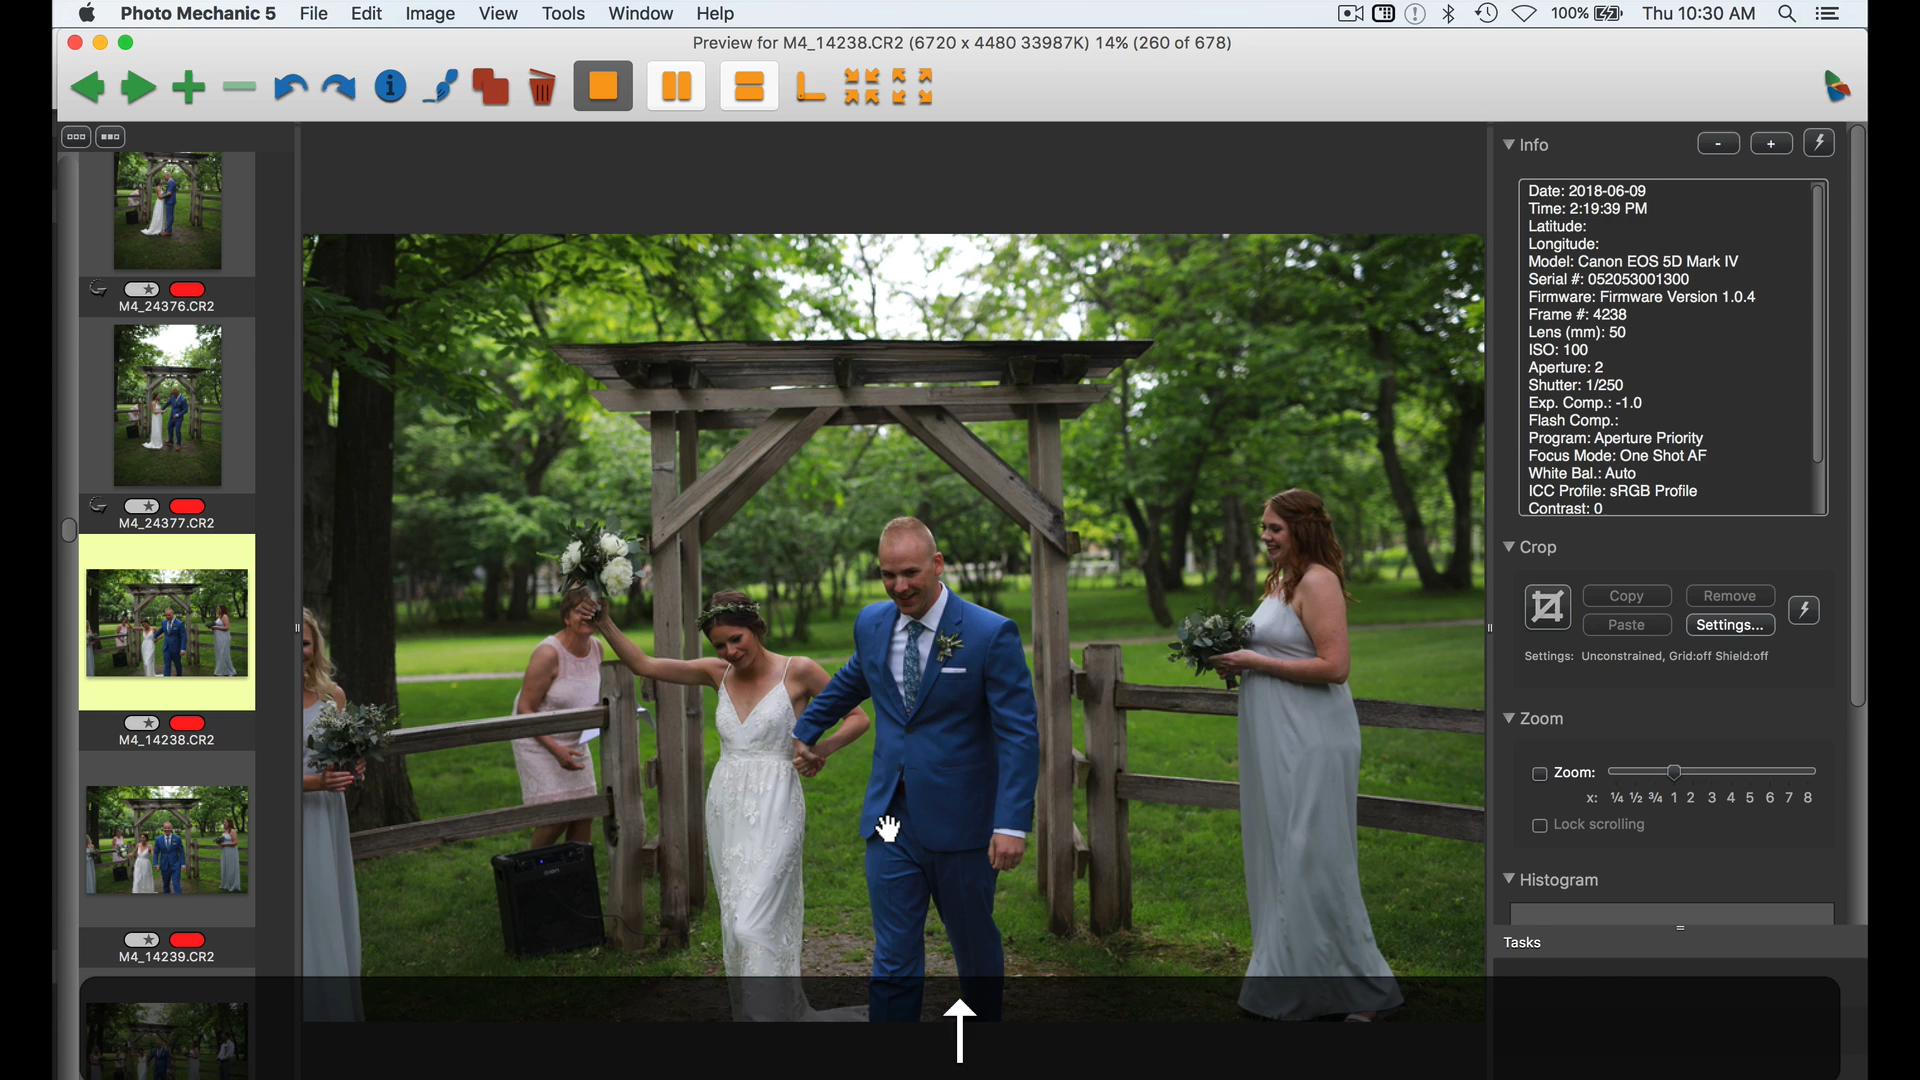 Photo Mechanic 5 File Edit Image View Tools Window Help 100% Thu 10:30 AM
Preview for M4_14238.CR2 (6720 x 4480 33987K) 14% (260 of 678)
M4_24376.CR2
M4_24377.CR2
M4_14238.CR2
M4_14239.CR2
Info - +
Date: 2018-06-09
Time: 2:19:39 PM
Latitude:
Longitude:
Model: Canon EOS 5D Mark IV
Serial #: 052053001300
Firmware: Firmware Version 1.0.4
Frame #: 4238
Lens (mm): 50
ISO: 100
Aperture: 2
Shutter: 1/250
Exp. Comp.: -1.0
Flash Comp.:
Program: Aperture Priority
Focus Mode: One Shot AF
White Bal.: Auto
ICC Profile: sRGB Profile
Contrast: 0
Crop
Copy Remove
Paste Settings...
Settings: Unconstrained, Grid:off Shield:off
Zoom
Zoom:
x: ¼ ½ ¾ 1 2 3 4 5 6 7 8
Lock scrolling
Histogram
Tasks